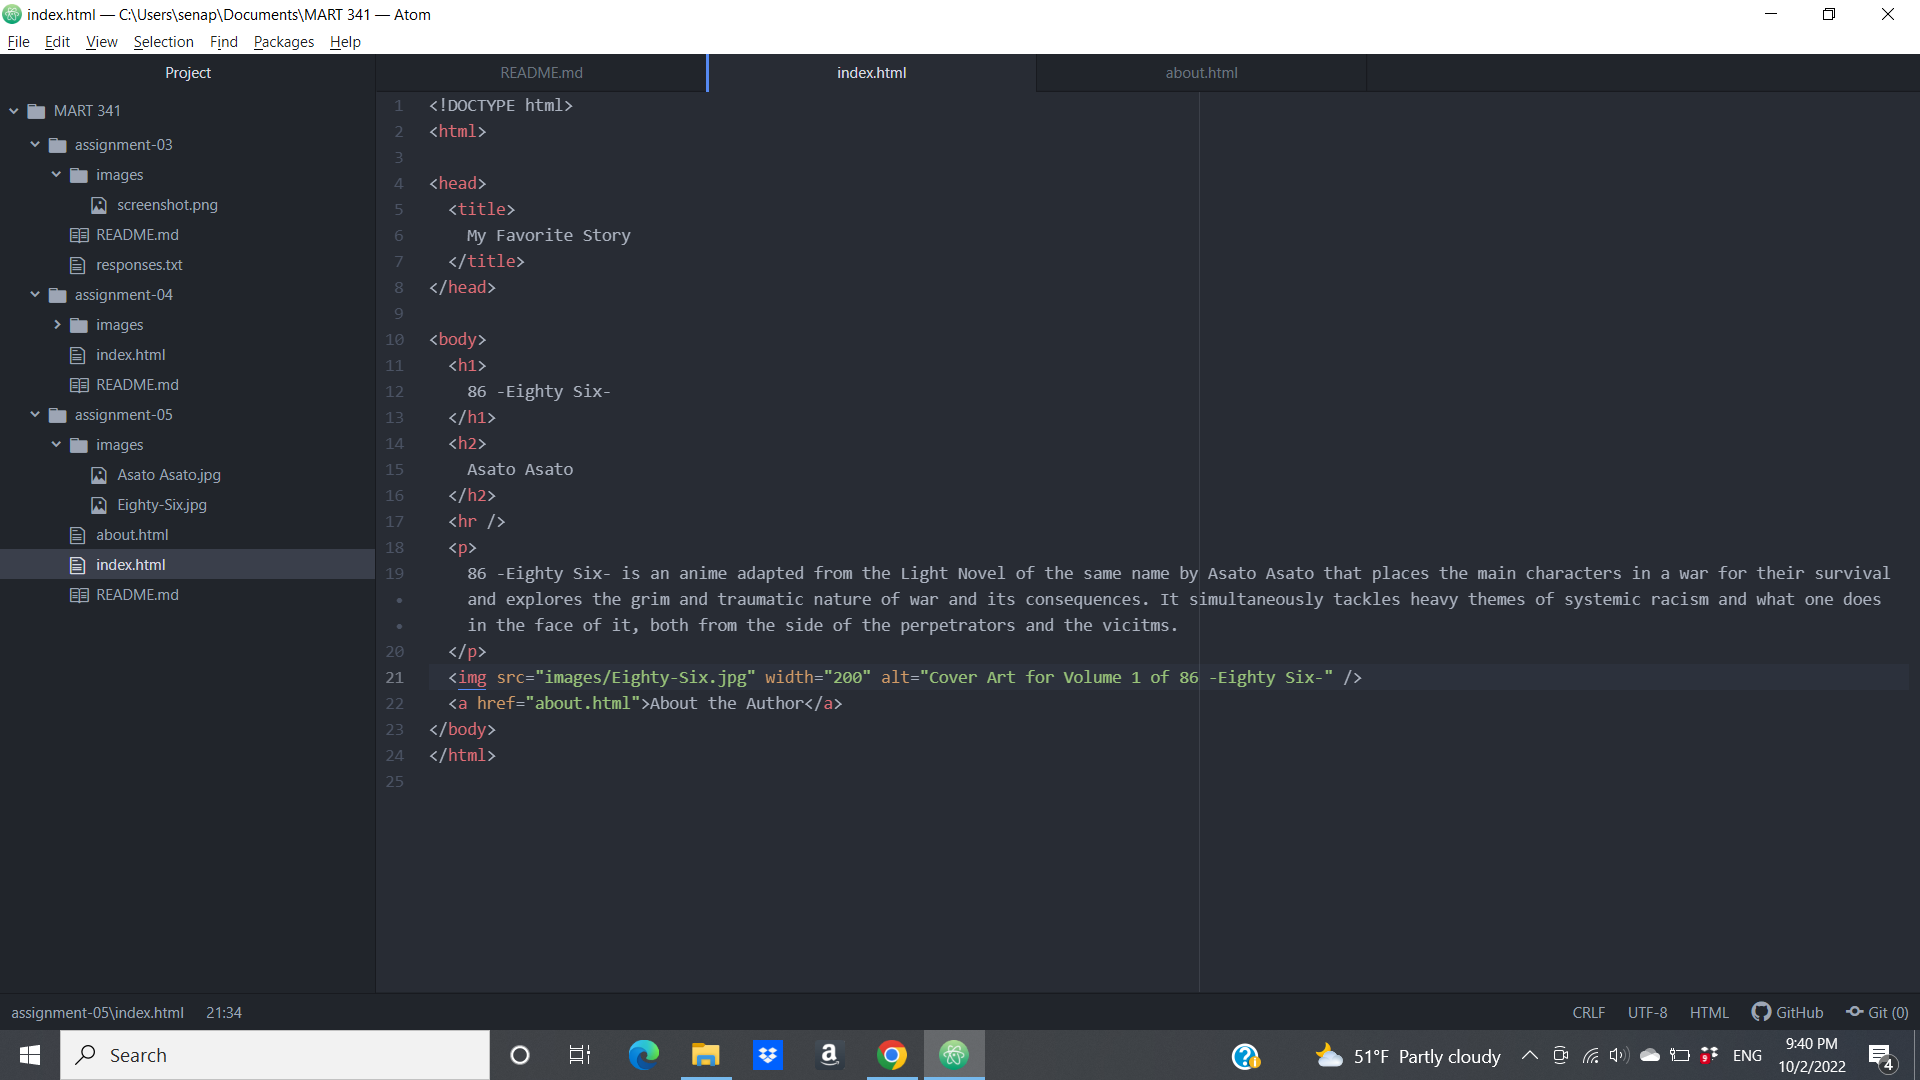 index.html — C:\Users\senap\Documents\MART 341 — Atom
File Edit View Selection Find Packages Help
Project
MART 341
assignment-03
images
screenshot.png
README.md
responses.txt
assignment-04
images
index.html
README.md
assignment-05
images
Asato Asato.jpg
Eighty-Six.jpg
about.html
index.html
README.md
README.md index.html about.html
1 <!DOCTYPE html>
2 <html>
3
4 <head>
5 <title>
6 My Favorite Story
7 </title>
8 </head>
9
10 <body>
11 <h1>
12 86 -Eighty Six-
13 </h1>
14 <h2>
15 Asato Asato
16 </h2>
17 <hr />
18 <p>
19 86 -Eighty Six- is an anime adapted from the Light Novel of the same name by Asato Asato that places the main characters in a war for their survival
• and explores the grim and traumatic nature of war and its consequences. It simultaneously tackles heavy themes of systemic racism and what one does
• in the face of it, both from the side of the perpetrators and the vicitms.
20 </p>
21 <img src="images/Eighty-Six.jpg" width="200" alt="Cover Art for Volume 1 of 86 -Eighty Six-" />
22 <a href="about.html">About the Author</a>
23 </body>
24 </html>
25
assignment-05\index.html 21:34 CRLF UTF-8 HTML GitHub Git (0)
Search 51°F Partly cloudy 9 ENG 9:40 PM
10/2/2022 4